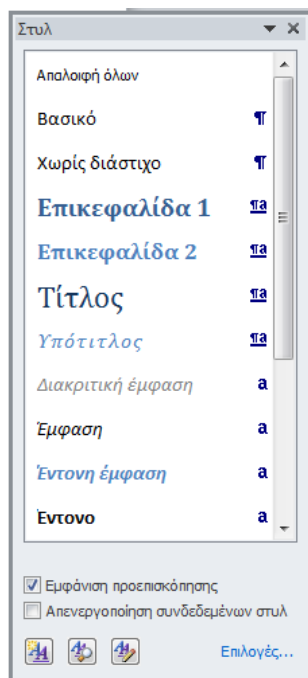 Στυλ
Απαλοιφή όλων
Βασικό ¶
Χωρίς διάστιχο ¶
Επικεφαλίδα 1 ¶a
Επικεφαλίδα 2 ¶a
Τίτλος ¶a
Υπότιτλος ¶a
Διακριτική έμφαση a
Έμφαση a
Έντονη έμφαση a
Έντονο a
Εμφάνιση προεπισκόπησης
Απενεργοποίηση συνδεδεμένων στυλ
Επιλογές...